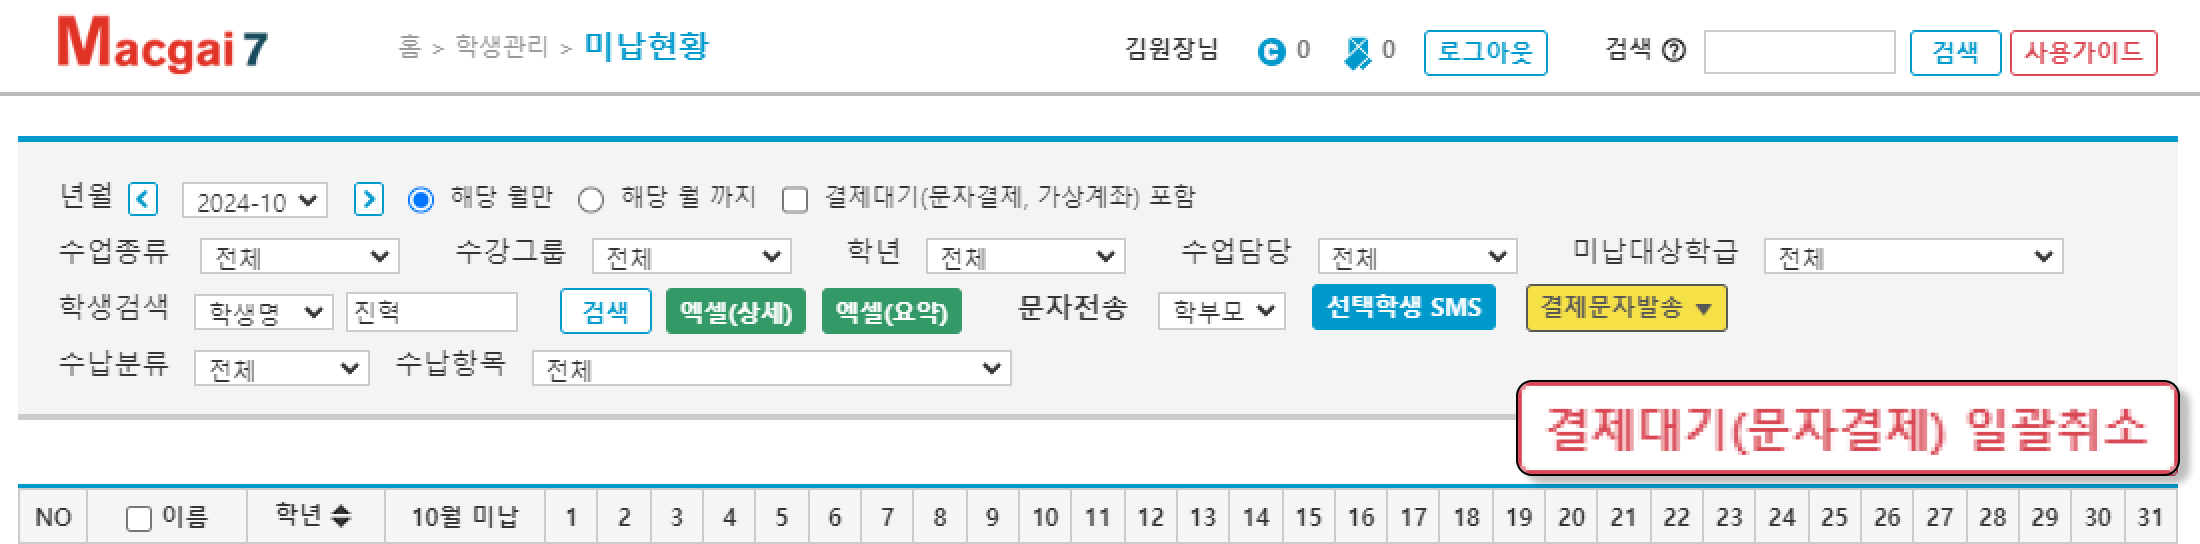 Macgai 7
홈 > 학생관리 > 미납현황
김원장님 0 0 로그아웃 검색 ? 검색 사용가이드
년월 < 2024-10 > 해당 월만 해당 월 까지 결제대기(문자결제, 가상계좌) 포함
수업종류 전체 수강그룹 전체 학년 전체 수업담당 전체 미납대상학급 전체
학생검색 학생명 진혁 검색 엑셀(상세) 엑셀(요약) 문자전송 학부모 선택학생 SMS 결제문자발송 ▼
수납분류 전체 수납항목 전체
결제대기(문자결제) 일괄취소
NO 이름 학년 10월 미납 1 2 3 4 5 6 7 8 9 10 11 12 13 14 15 16 17 18 19 20 21 22 23 24 25 26 27 28 29 30 31